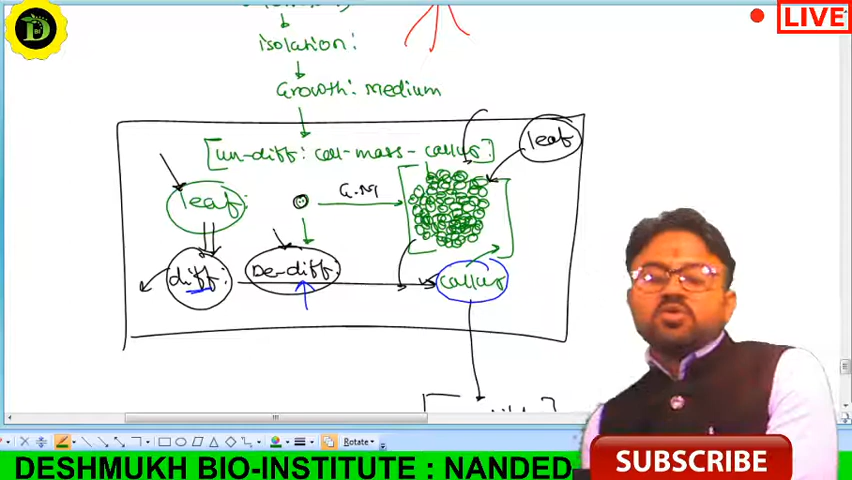 LIVE
D
isolation:
Growth: medium
[un-diff: cell-mass-callus:]
leaf
leaf:
G.M
diff:
De-diff:
callus
Rotate
DESHMUKH BIO-INSTITUTE : NANDED
SUBSCRIBE